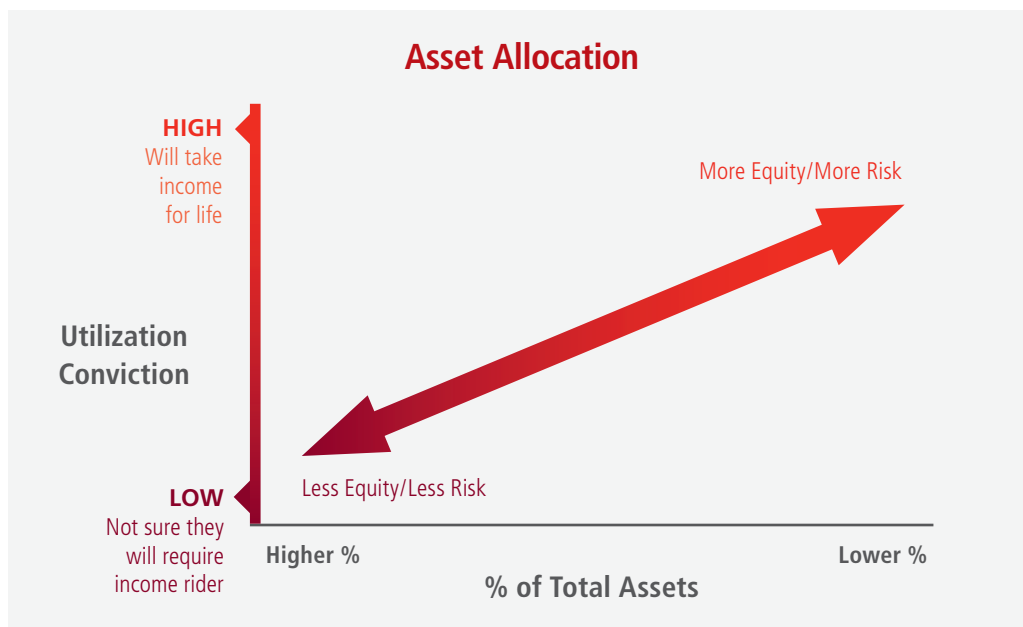 Asset Allocation
HIGH
Will take
income
for life
More Equity/More Risk
Utilization
Conviction
Less Equity/Less Risk
LOW
Not sure they
will require
income rider
Higher %
Lower %
% of Total Assets